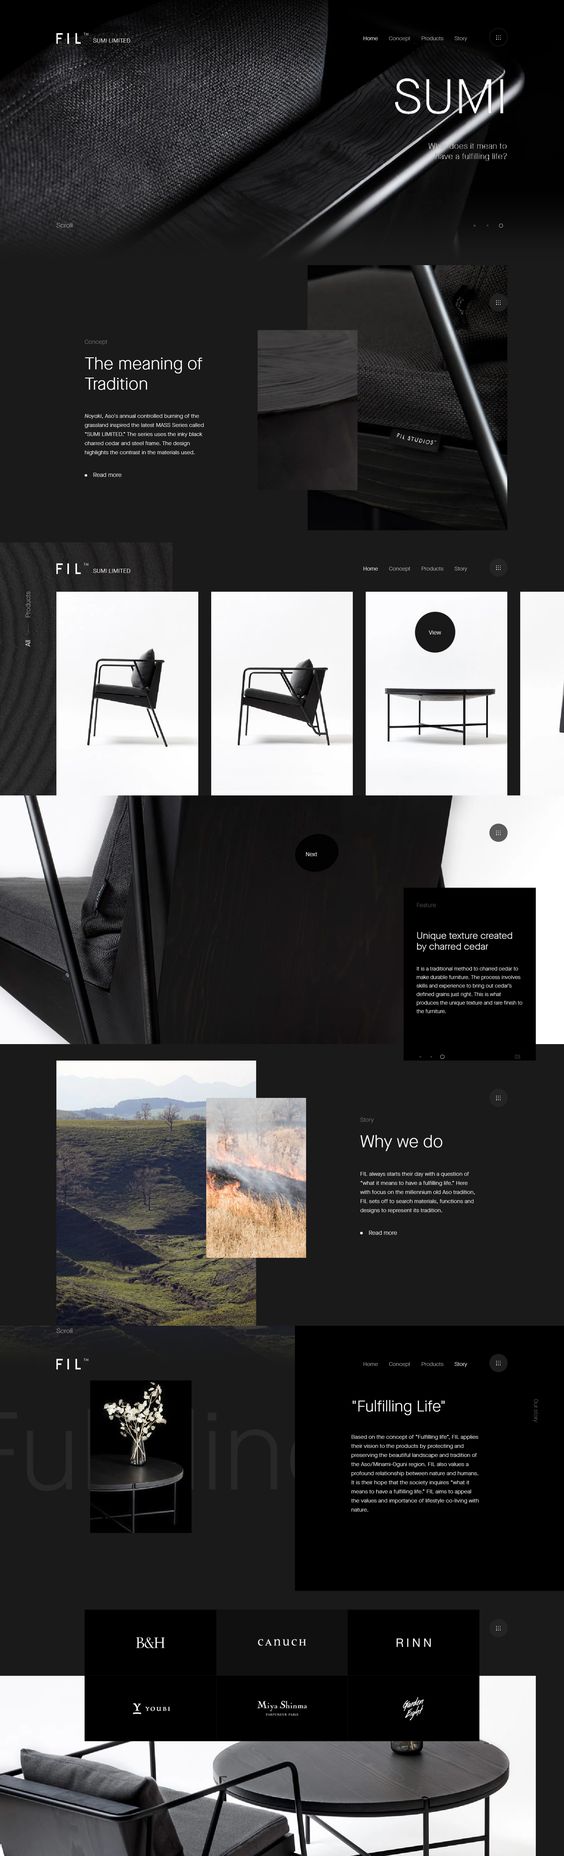 FIL™ SUMI LIMITED
Home Concept Products Story
SUMI
What does it mean to
have a fulfilling life?
Scroll
Concept
The meaning of
Tradition
Noyaki, Aso's annual controlled burning of the
grassland inspired the latest MASS Series called
"SUMI LIMITED." The series uses the inky black
charred cedar and steel frame. The design
highlights the contrast in the materials used.
Read more
FIL STUDIOS™
FIL™ SUMI LIMITED
Home Concept Products Story
All Products
View
Next
Feature
Unique texture created
by charred cedar
It is a traditional method to charred cedar to
make durable furniture. The process involves
skills and experience to bring out cedar's
defined grains just right. This is what
produces the unique texture and rare finish to
the furniture.
Story
Why we do
FIL always starts their day with a question of
"what it means to have a fulfilling life." Here
with focus on the millennium old Aso tradition,
FIL sets off to search materials, functions and
designs to represent its tradition.
Read more
Scroll
FIL™
Home Concept Products Story
"Fulfilling Life"
Our story
Based on the concept of "Fulfilling life", FIL applies
their vision to the products by protecting and
preserving the beautiful landscape and tradition of
the Aso/Minami-Oguni region. FIL also values a
profound relationship between nature and humans.
It is their hope that the society inquires "what it
means to have a fulfilling life." FIL aims to appeal
the values and importance of lifestyle co-living with
nature.
B&H
CANUCH
RINN
Y YOUBI
Miya Shinma
PARFUMEUR PARIS
Garden
Eight